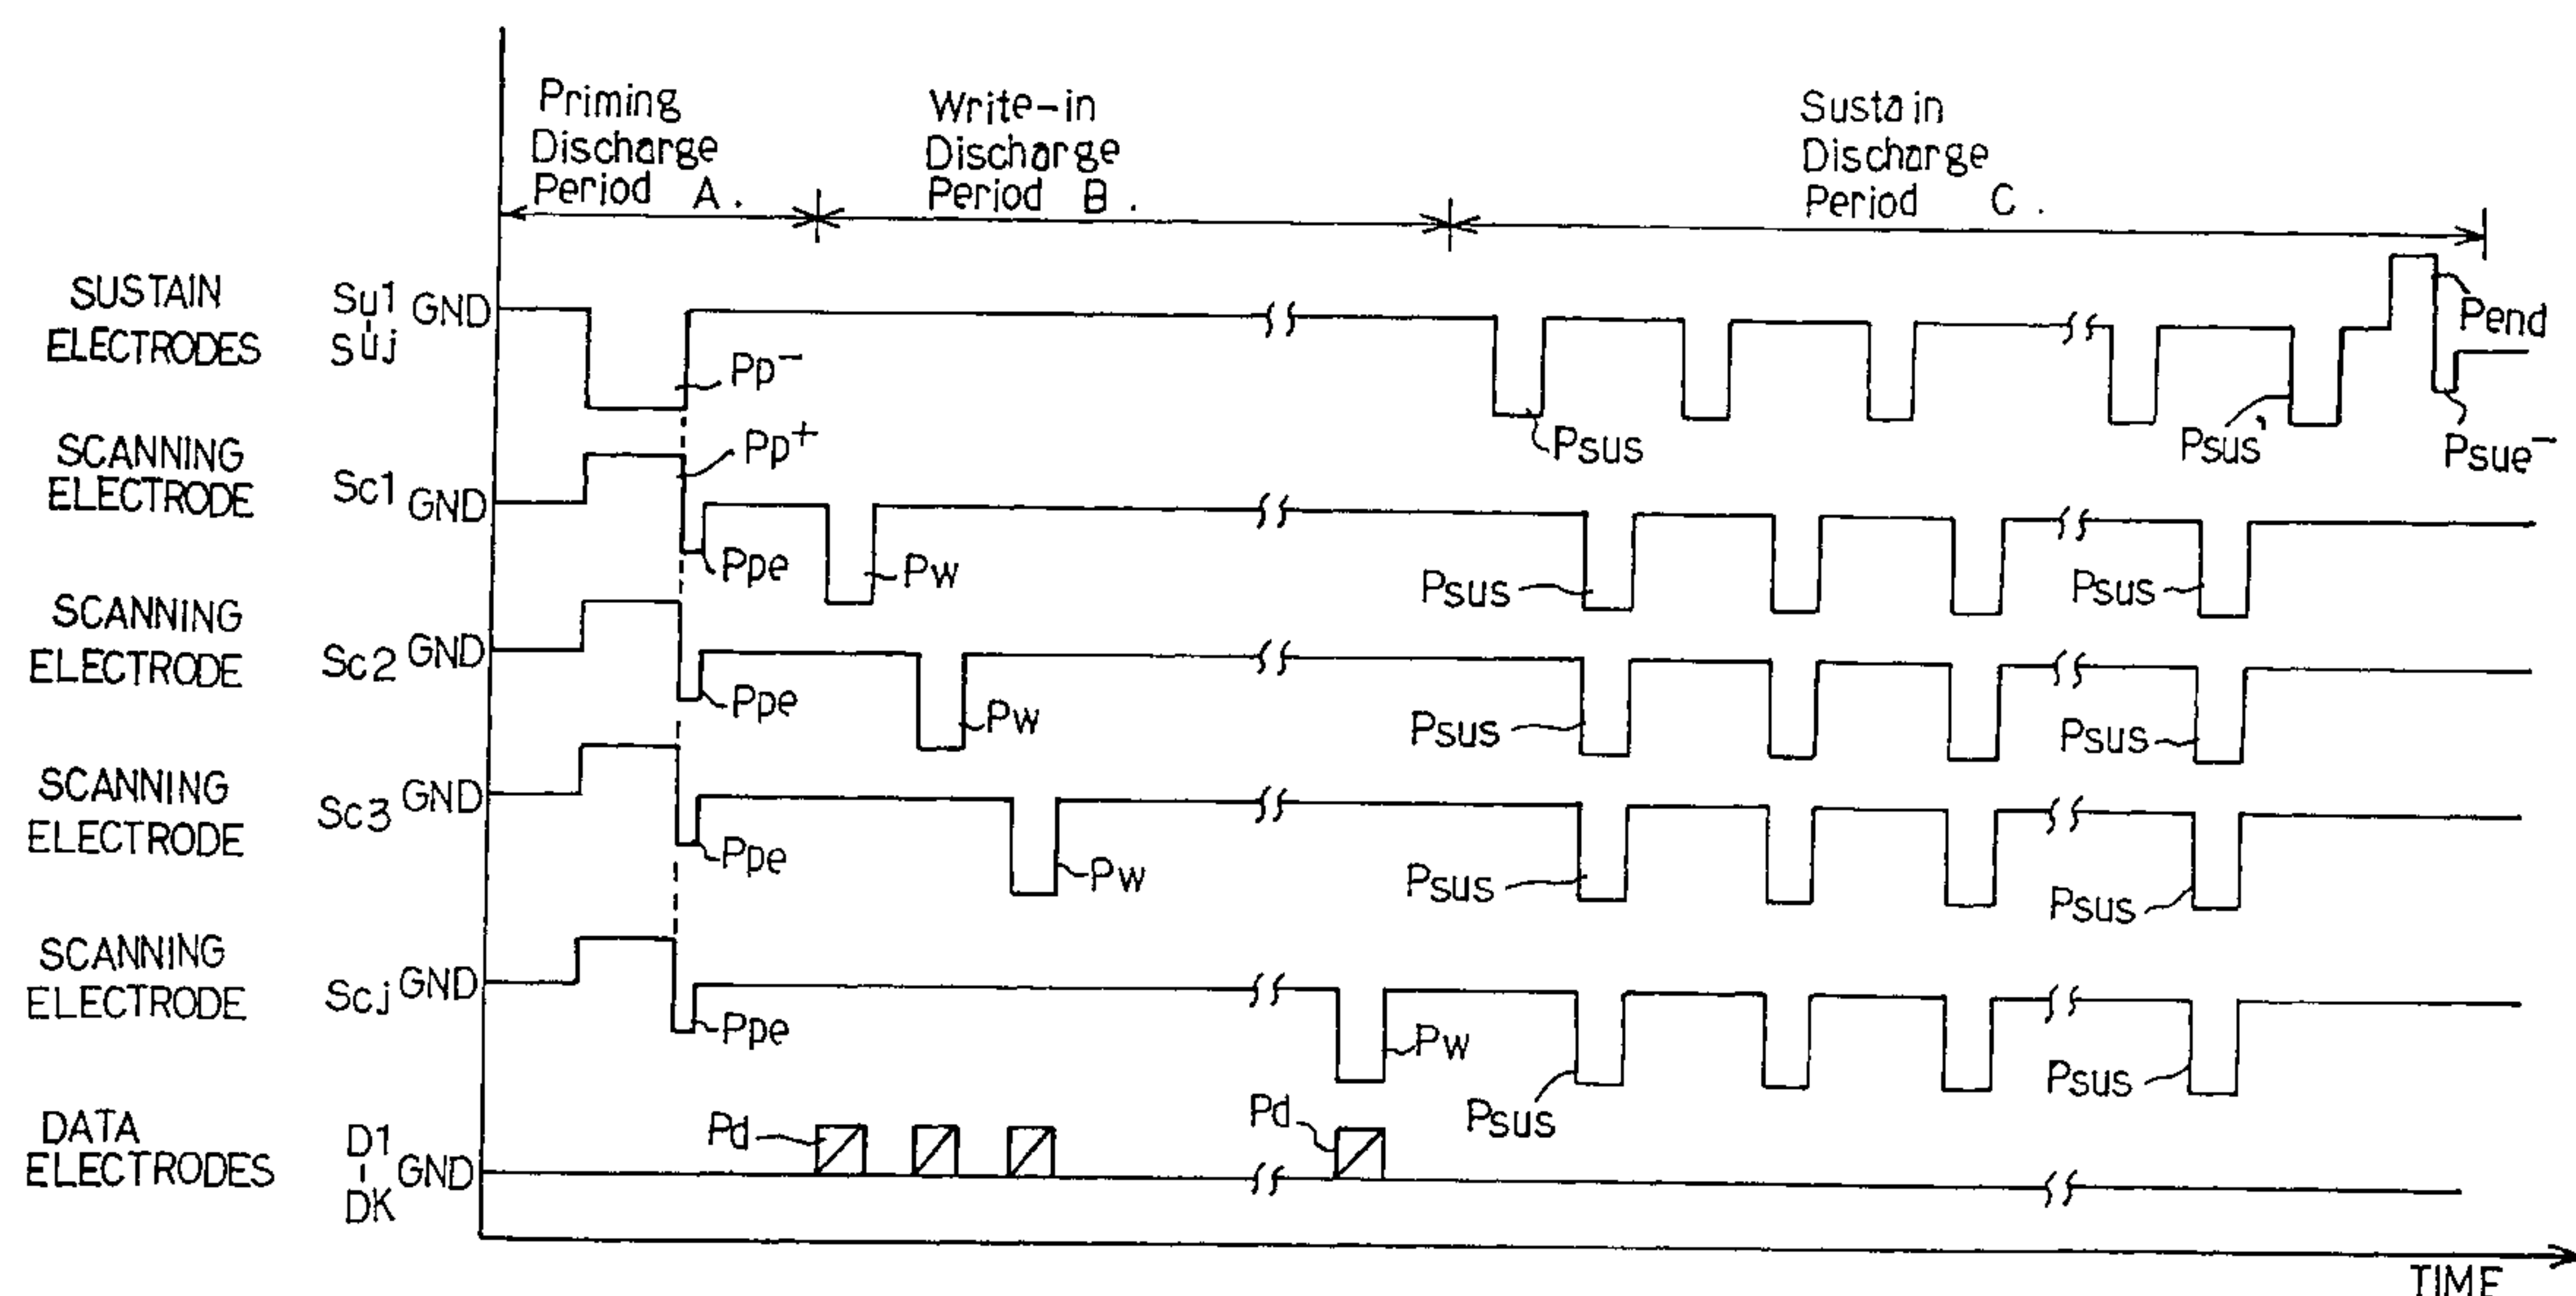 Priming
Discharge
Period A.
Write-in
Discharge
Period B.
Sustain
Discharge
Period C.
SUSTAIN
ELECTRODES
Su1
Suj
GND
Pp−
Psus
Psus'
Pend
Psue−
SCANNING
ELECTRODE
Sc1 GND
Pp+
Ppe
Pw
Psus
Psus
SCANNING
ELECTRODE
Sc2 GND
Ppe
Pw
Psus
Psus
SCANNING
ELECTRODE
Sc3 GND
Ppe
Pw
Psus
Psus
SCANNING
ELECTRODE
Scj GND
Ppe
Pw
Psus
Psus
DATA
ELECTRODES
D1
DK
GND
Pd
Pd
TIME